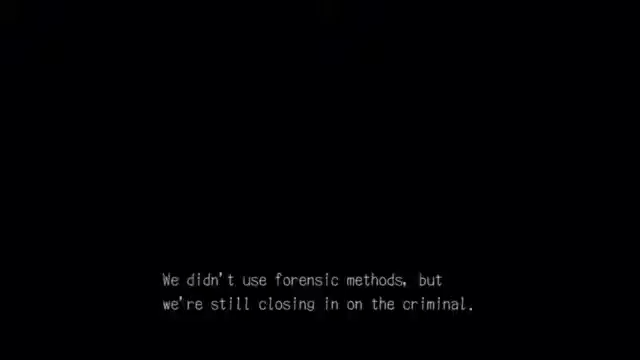 We didn't use forensic methods, but
we're still closing in on the criminal.